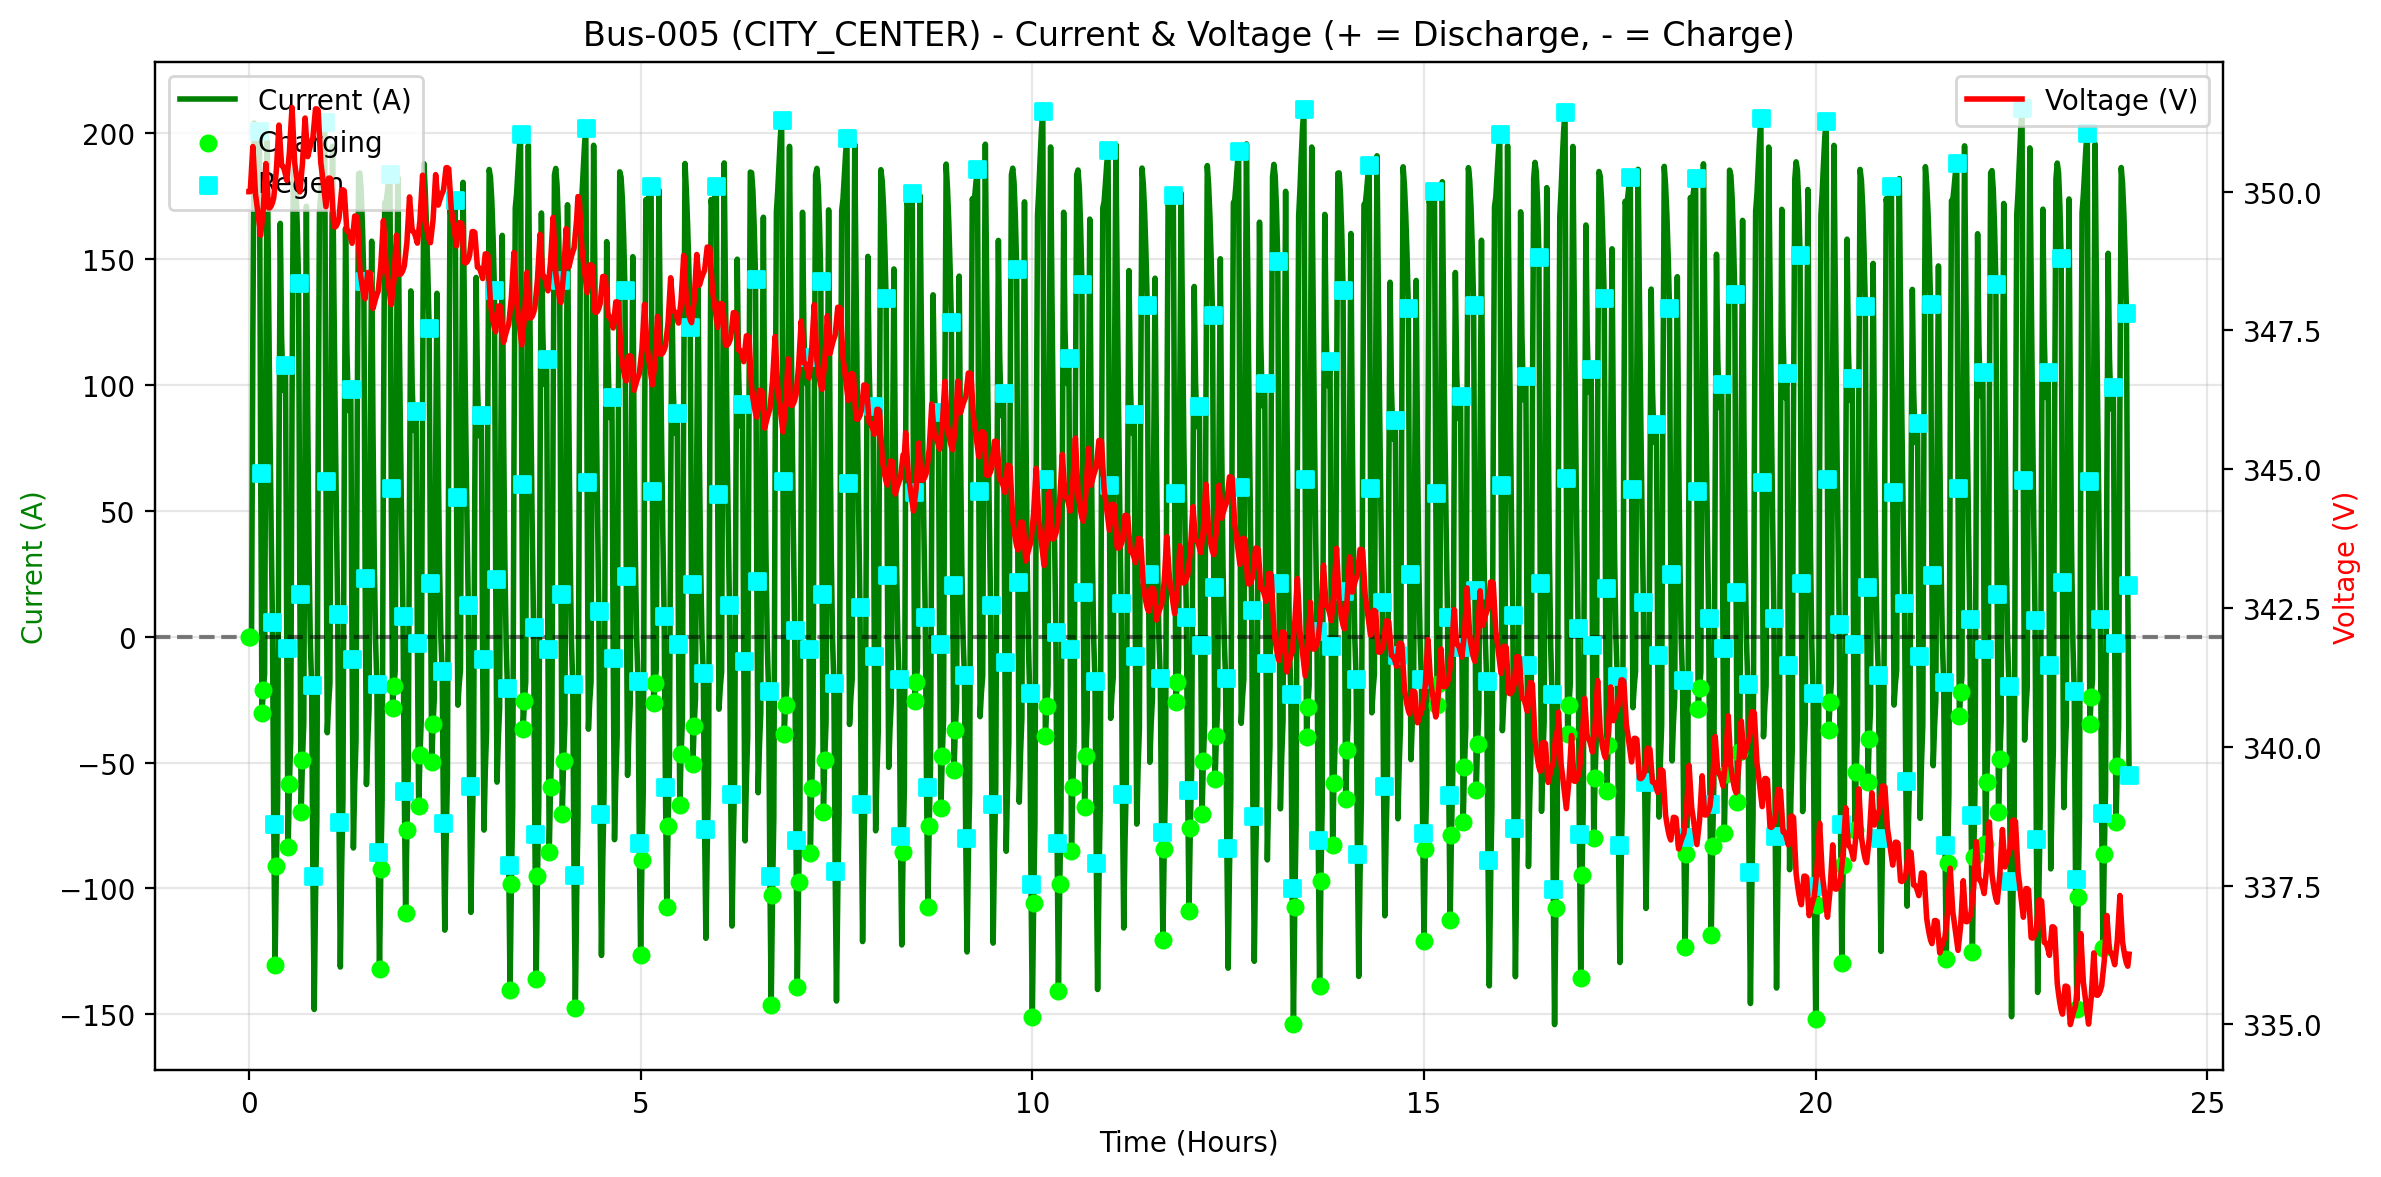 Bus-005 (CITY_CENTER) - Current & Voltage (+ = Discharge, - = Charge)
Current (A)
Charging
Regen
Voltage (V)
200
150
100
50
0
−50
−100
−150
Current (A)
350.0
347.5
345.0
342.5
340.0
337.5
335.0
Voltage (V)
0 5 10 15 20 25
Time (Hours)